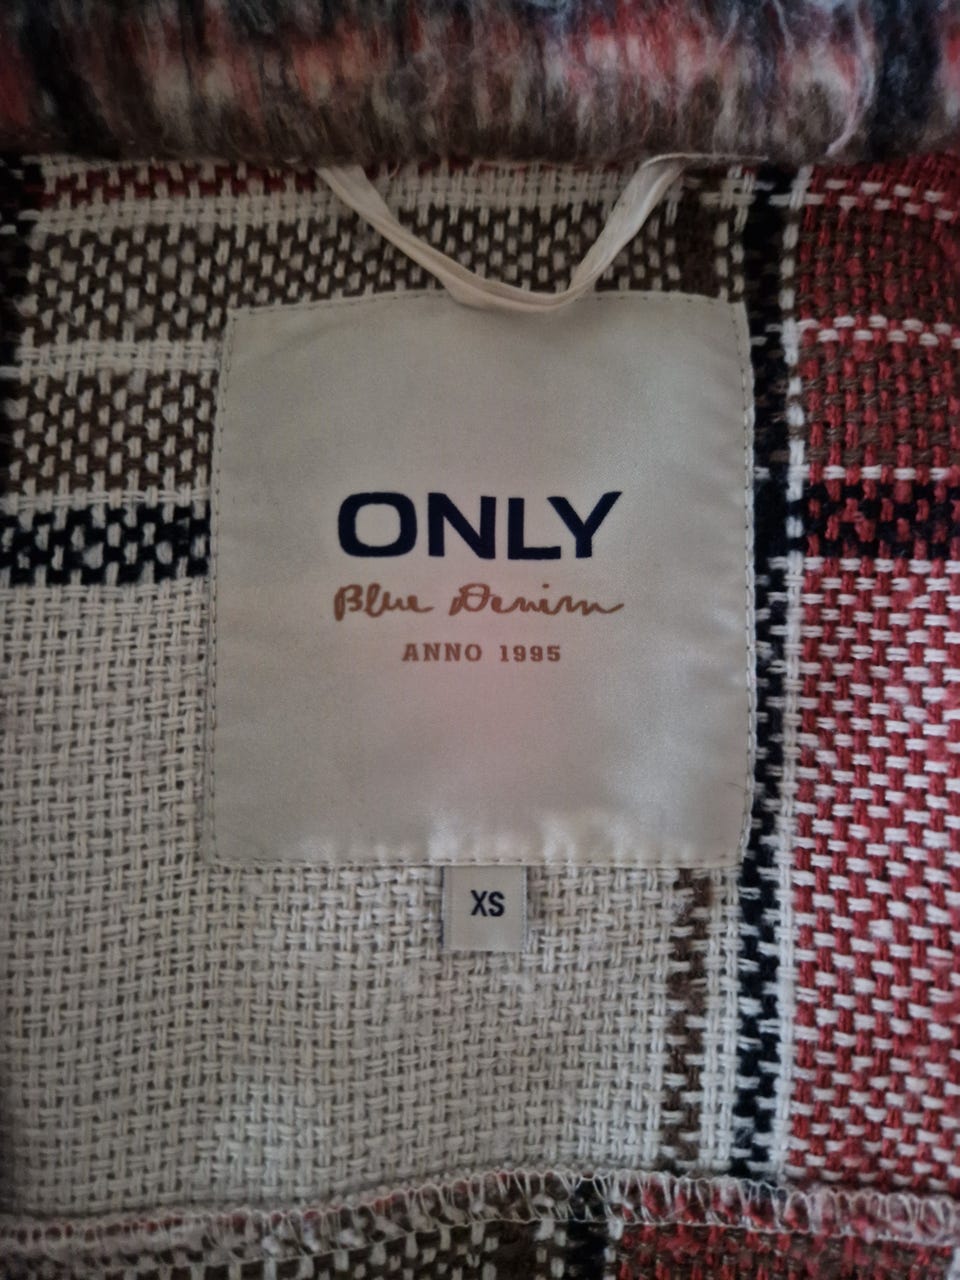 ONLY
Blue Denim
ANNO 1995
XS